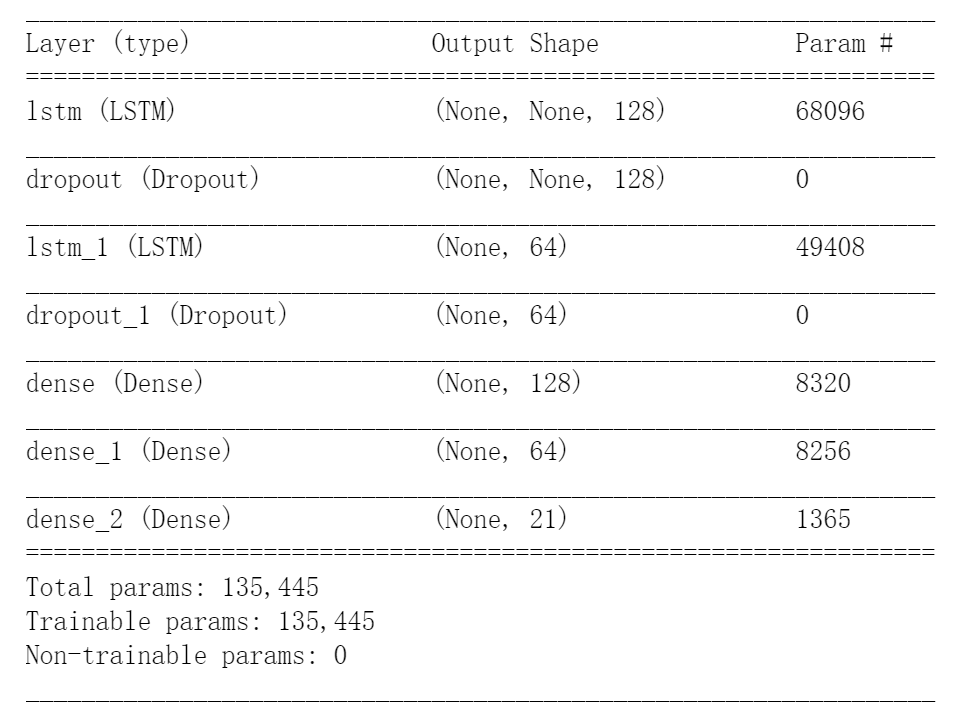 Layer (type) Output Shape Param #
lstm (LSTM) (None, None, 128) 68096
dropout (Dropout) (None, None, 128) 0
lstm_1 (LSTM) (None, 64) 49408
dropout_1 (Dropout) (None, 64) 0
dense (Dense) (None, 128) 8320
dense_1 (Dense) (None, 64) 8256
dense_2 (Dense) (None, 21) 1365
Total params: 135,445
Trainable params: 135,445
Non-trainable params: 0